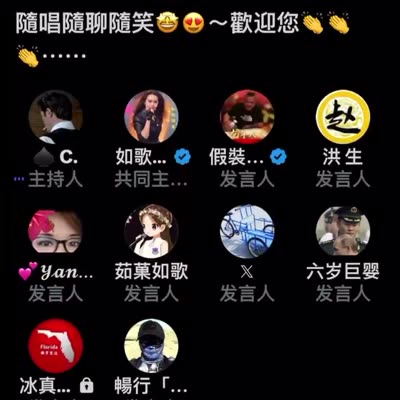 隨唱隨聊隨笑🤩😍～歡迎您👏👏
👏⋯⋯
♠️ C. 如歌... 假裝... 洪生
主持人 共同主... 发言人 发言人
💕𝒀𝒂𝒏... 茹菓如歌 𝕏 六岁巨婴
发言人 发言人 发言人 发言人
赵
Florida
冰真... 暢行「...